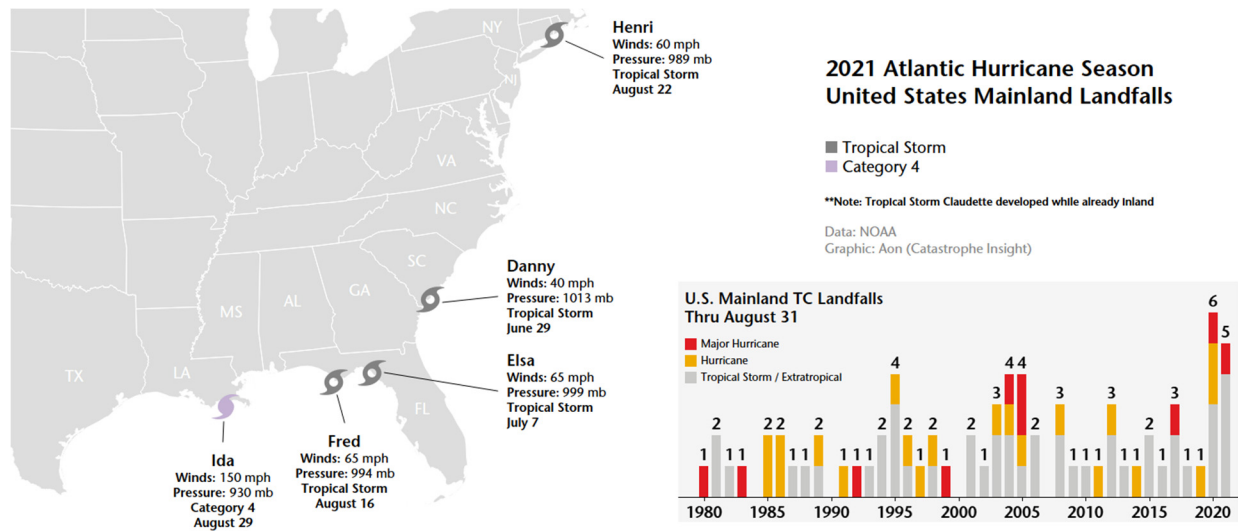 Henri
Winds: 60 mph
Pressure: 989 mb
Tropical Storm
August 22
NY
NJ
VA
NC
SC
GA
AL
MS
LA
TX
FL
Danny
Winds: 40 mph
Pressure: 1013 mb
Tropical Storm
June 29
Elsa
Winds: 65 mph
Pressure: 999 mb
Tropical Storm
July 7
Fred
Winds: 65 mph
Pressure: 994 mb
Tropical Storm
August 16
Ida
Winds: 150 mph
Pressure: 930 mb
Category 4
August 29
2021 Atlantic Hurricane Season
United States Mainland Landfalls
Tropical Storm
Category 4
**Note: Tropical Storm Claudette developed while already inland
Data: NOAA
Graphic: Aon (Catastrophe Insight)
U.S. Mainland TC Landfalls
Thru August 31
Major Hurricane
Hurricane
Tropical Storm / Extratropical
1 2 1 1 2 2 1 1 2 1 1 1 2 4 2 1 2 1 2 1 3 4 4 2 3 1 1 1 3 1 1 2 1 3 1 1 6 5
1980 1985 1990 1995 2000 2005 2010 2015 2020